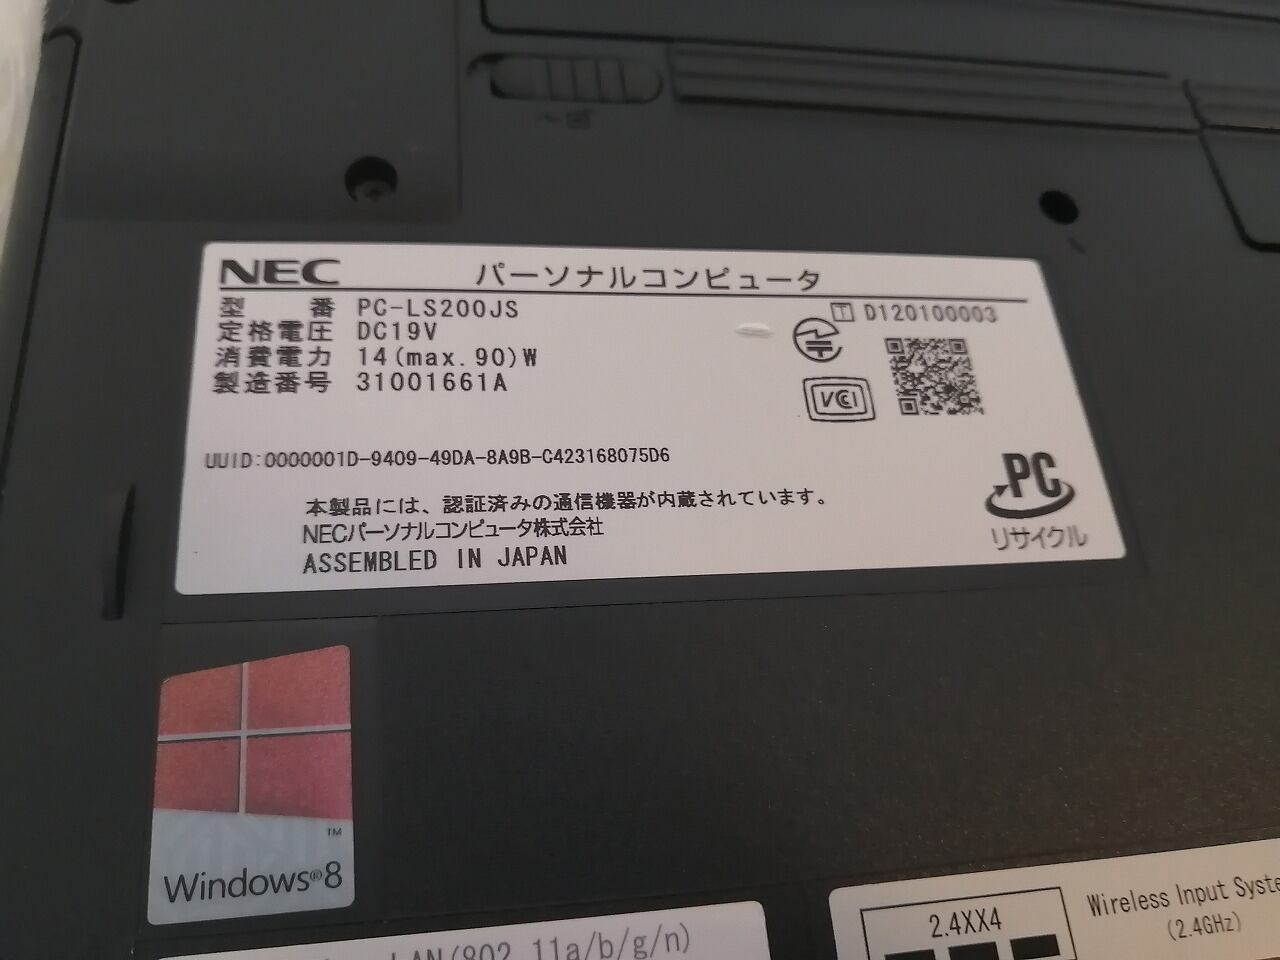 NEC パーソナルコンピュータ
型 番 PC-LS200JS
定格電圧 DC19V
消費電力 14(max.90)W
製造番号 31001661A
T D120100003
VCI
UUID:0000001D-9409-49DA-8A9B-C423168075D6
本製品には、認証済みの通信機器が内蔵されています。
NECパーソナルコンピュータ株式会社
ASSEMBLED IN JAPAN
PC
リサイクル
TM
Windows®8
LAN(802.11a/b/g/n)
2.4XX4
Wireless Input Syste
(2.4GHz)